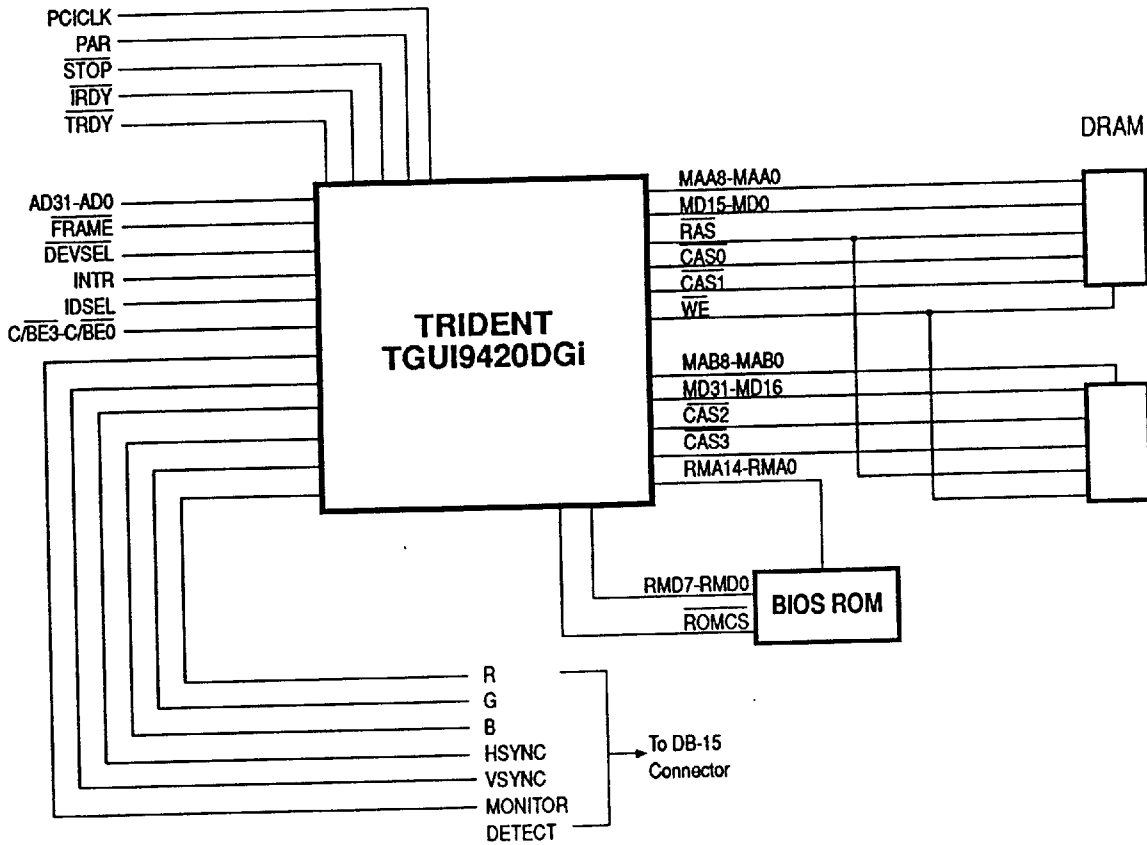 PCICLK
PAR
STOP
IRDY
TRDY
AD31-AD0
FRAME
DEVSEL
INTR
IDSEL
C/BE3-C/BE0
TRIDENT
TGUI9420DGi
DRAM
MAA8-MAA0
MD15-MD0
RAS
CAS0
CAS1
WE
MAB8-MAB0
MD31-MD16
CAS2
CAS3
RMA14-RMA0
RMD7-RMD0
ROMCS
BIOS ROM
R
G
B
HSYNC
VSYNC
MONITOR
DETECT
To DB-15
Connector